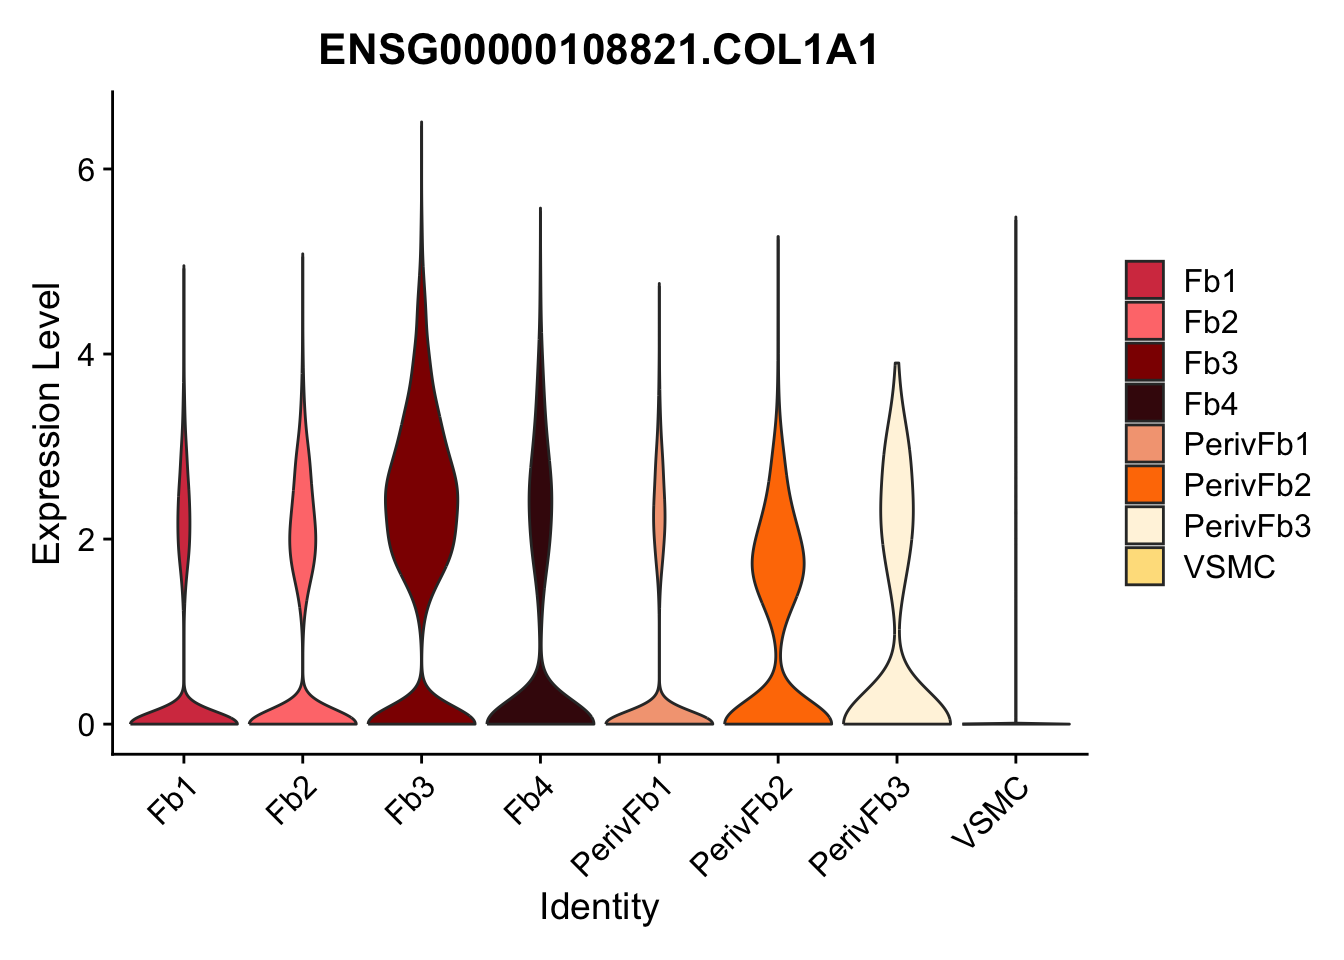 ENSG00000108821.COL1A1
Expression Level
6
4
2
0
Fb1
Fb2
Fb3
Fb4
PerivFb1
PerivFb2
PerivFb3
VSMC
Identity
Fb1
Fb2
Fb3
Fb4
PerivFb1
PerivFb2
PerivFb3
VSMC